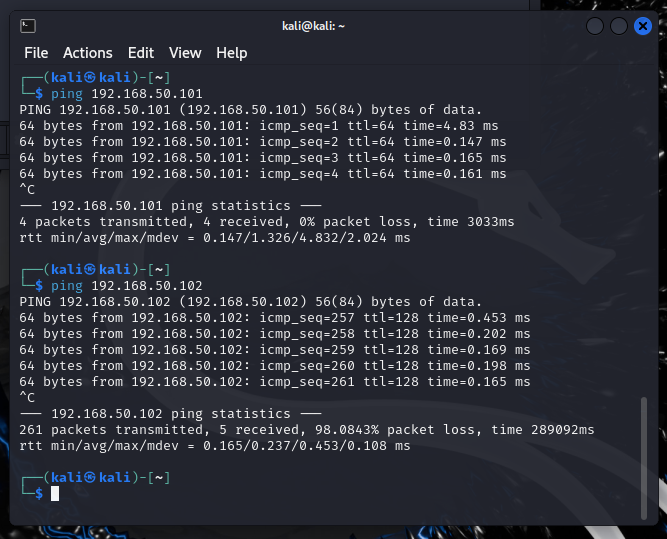 kali@kali: ~
File Actions Edit View Help
┌──(kali㉿kali)-[~]
└─$ ping 192.168.50.101
PING 192.168.50.101 (192.168.50.101) 56(84) bytes of data.
64 bytes from 192.168.50.101: icmp_seq=1 ttl=64 time=4.83 ms
64 bytes from 192.168.50.101: icmp_seq=2 ttl=64 time=0.147 ms
64 bytes from 192.168.50.101: icmp_seq=3 ttl=64 time=0.165 ms
64 bytes from 192.168.50.101: icmp_seq=4 ttl=64 time=0.161 ms
^C
--- 192.168.50.101 ping statistics ---
4 packets transmitted, 4 received, 0% packet loss, time 3033ms
rtt min/avg/max/mdev = 0.147/1.326/4.832/2.024 ms
┌──(kali㉿kali)-[~]
└─$ ping 192.168.50.102
PING 192.168.50.102 (192.168.50.102) 56(84) bytes of data.
64 bytes from 192.168.50.102: icmp_seq=257 ttl=128 time=0.453 ms
64 bytes from 192.168.50.102: icmp_seq=258 ttl=128 time=0.202 ms
64 bytes from 192.168.50.102: icmp_seq=259 ttl=128 time=0.169 ms
64 bytes from 192.168.50.102: icmp_seq=260 ttl=128 time=0.198 ms
64 bytes from 192.168.50.102: icmp_seq=261 ttl=128 time=0.165 ms
^C
--- 192.168.50.102 ping statistics ---
261 packets transmitted, 5 received, 98.0843% packet loss, time 289092ms
rtt min/avg/max/mdev = 0.165/0.237/0.453/0.108 ms
┌──(kali㉿kali)-[~]
└─$